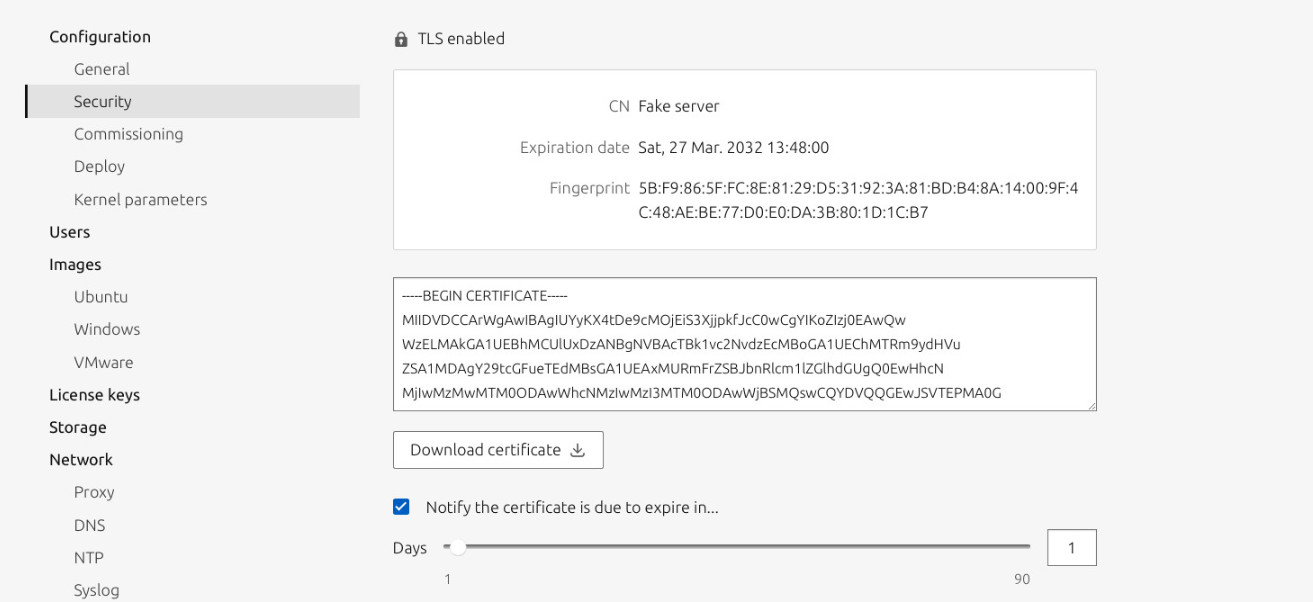 Configuration
General
Security
Commissioning
Deploy
Kernel parameters
Users
Images
Ubuntu
Windows
VMware
License keys
Storage
Network
Proxy
DNS
NTP
Syslog
TLS enabled
CN Fake server
Expiration date Sat, 27 Mar. 2032 13:48:00
Fingerprint 5B:F9:86:5F:FC:8E:81:29:D5:31:92:3A:81:BD:B4:8A:14:00:9F:4
C:48:AE:BE:77:D0:E0:DA:3B:80:1D:1C:B7
-----BEGIN CERTIFICATE-----
MIIDVDCCArWgAwIBAgIUYyKX4tDe9cMOjEiS3XjjpkfJcC0wCgYIKoZIzj0EAwQw
WzELMAkGA1UEBhMCUlUxDzANBgNVBAcTBk1vc2NvdzEcMBoGA1UEChMTRm9ydHVu
ZSA1MDAgY29tcGFueTEdMBsGA1UEAxMURmFrZSBJbnRlcm1lZGlhdGUgQ0EwHhcN
MjIwMzMwMTM0ODAwWhcNMzIwMzI3MTM0ODAwWjBSMQswCQYDVQQGEwJSVTEPMA0G
Download certificate
Notify the certificate is due to expire in...
Days 1
1 90